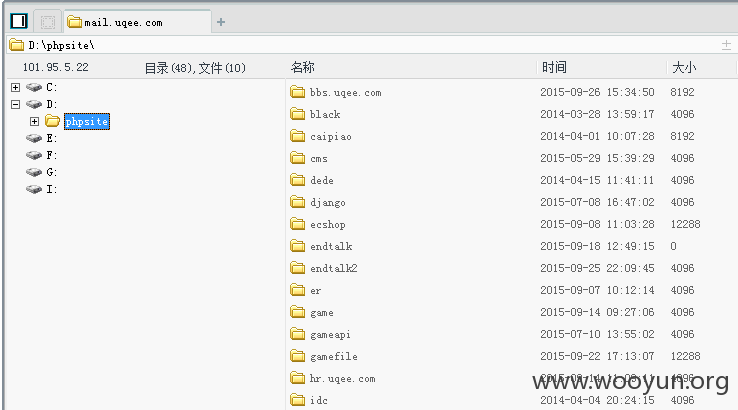 mail.uqee.com
D:\phpsite\
101.95.5.22 目录(48),文件(10) 名称 时间 大小
C:
D:
phpsite
E:
F:
G:
I:
bbs.uqee.com 2015-09-26 15:34:50 8192
black 2014-03-28 13:59:17 4096
caipiao 2014-04-01 10:07:28 8192
cms 2015-05-29 15:39:29 4096
dede 2014-04-15 11:41:11 4096
django 2015-07-08 16:47:02 4096
ecshop 2015-09-08 11:03:28 12288
endtalk 2015-09-18 12:49:15 0
endtalk2 2015-09-25 22:09:45 4096
er 2015-09-07 10:12:14 4096
game 2015-09-14 09:27:06 4096
gameapi 2015-07-10 13:55:02 4096
gamefile 2015-09-22 17:13:07 12288
hr.uqee.com
idc 2014-04-04 20:24:15 4096
www.wooyun.org